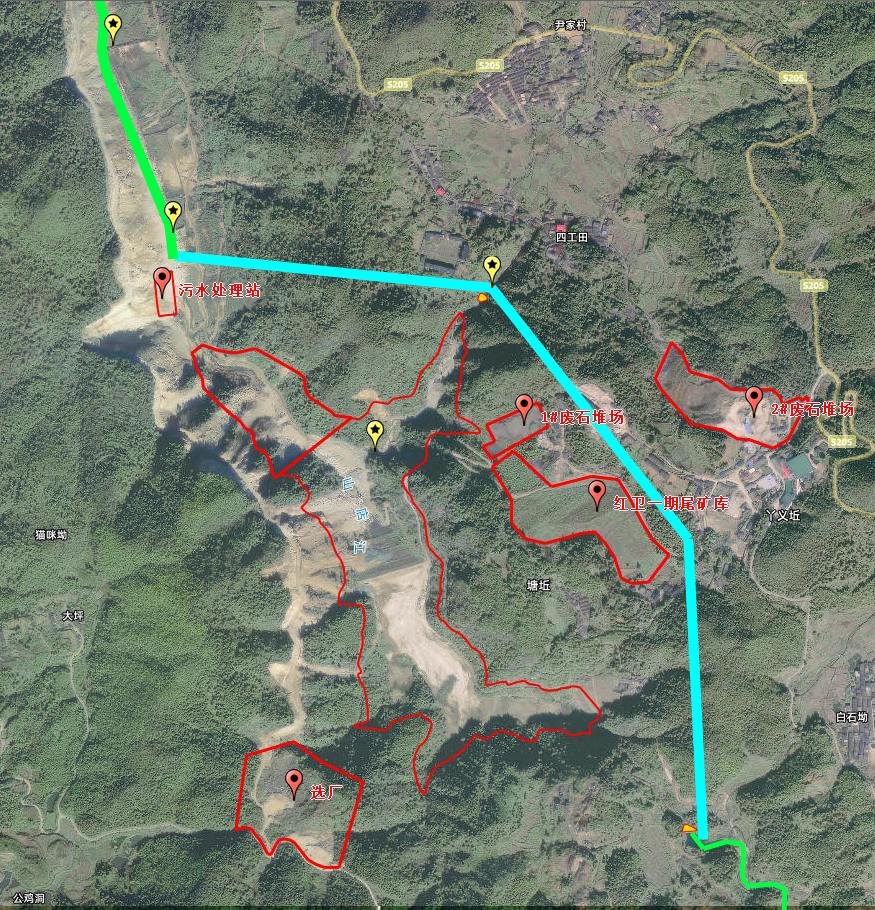 尹家村
S205
S205
S205
四工田
S205
污水处理站
1#废石堆场
2#废石堆场
S205
红卫一期尾矿库
丫义坵
猫咪坳
塘坵
大坪
白石坳
选厂
公鸡洞